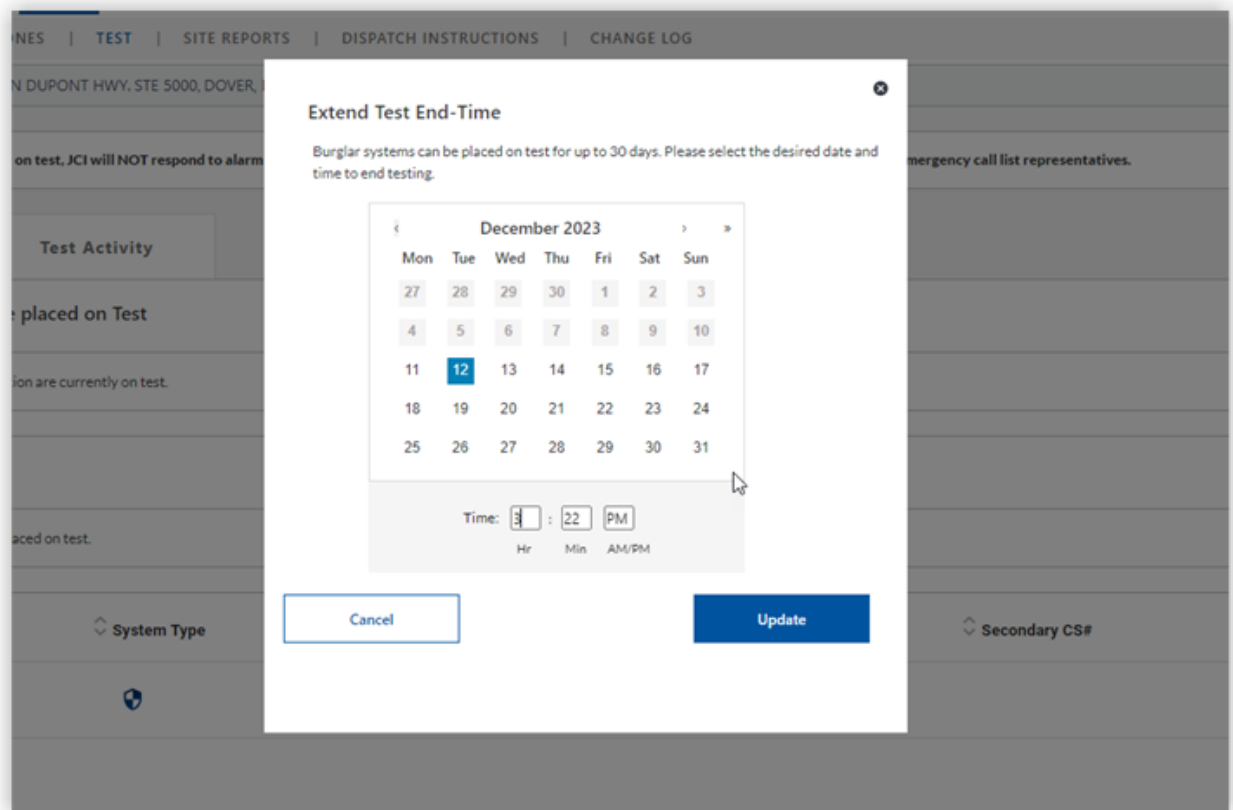 NES | TEST | SITE REPORTS | DISPATCH INSTRUCTIONS | CHANGE LOG
N DUPONT HWY. STE 5000, DOVER,
Extend Test End-Time
on test, JCI will NOT respond to alarm
Burglar systems can be placed on test for up to 30 days. Please select the desired date and
time to end testing.
mergency call list representatives.
‹ December 2023 › »
Mon Tue Wed Thu Fri Sat Sun
27 28 29 30 1 2 3
4 5 6 7 8 9 10
11 12 13 14 15 16 17
18 19 20 21 22 23 24
25 26 27 28 29 30 31
Test Activity
placed on Test
ion are currently on test.
Time: 3 : 22 PM
Hr Min AM/PM
aced on test.
Cancel Update
System Type
Secondary CS#